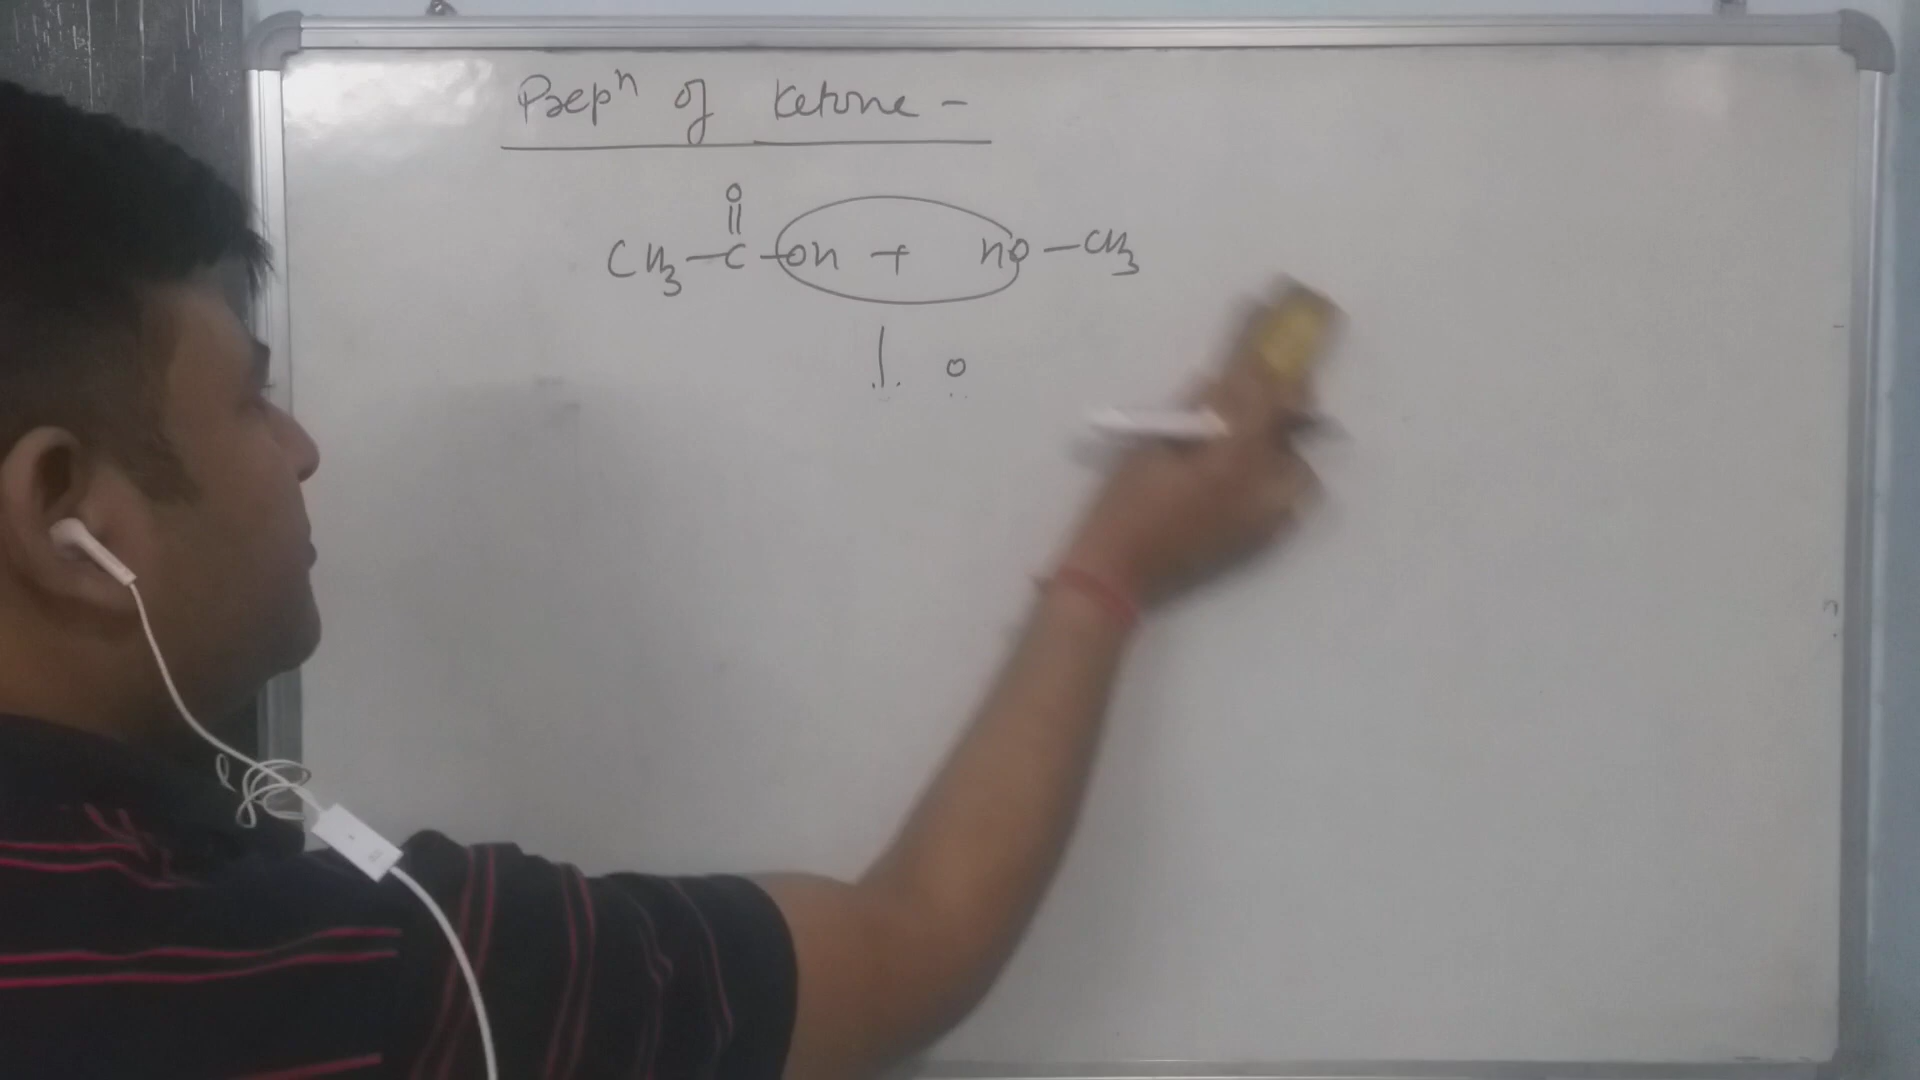 Prepⁿ of Ketone -
O
||
CH₃-C-OH + HO-CH₃
O